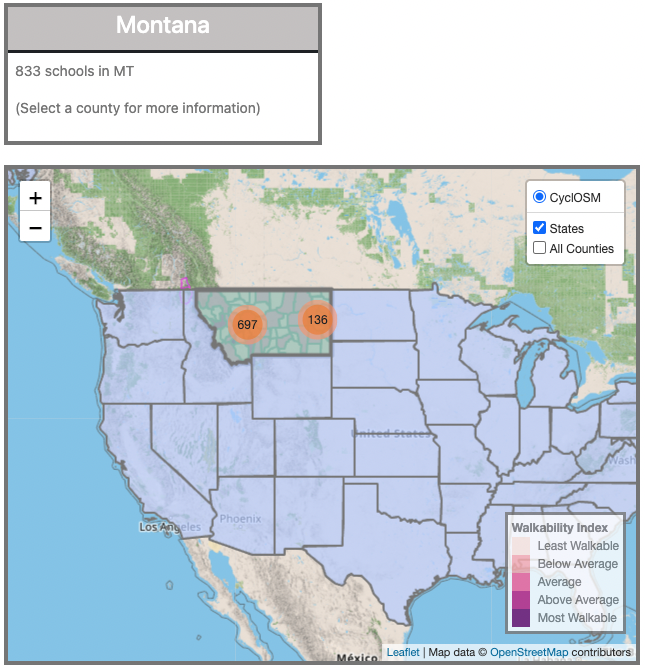 Montana
833 schools in MT
(Select a county for more information)
+
−
CyclOSM
States
All Counties
697
136
United States
Wash
Los Angeles
Phoenix
Walkability Index
Least Walkable
Below Average
Average
Above Average
Most Walkable
La Habana
México
Leaflet | Map data © OpenStreetMap contributors